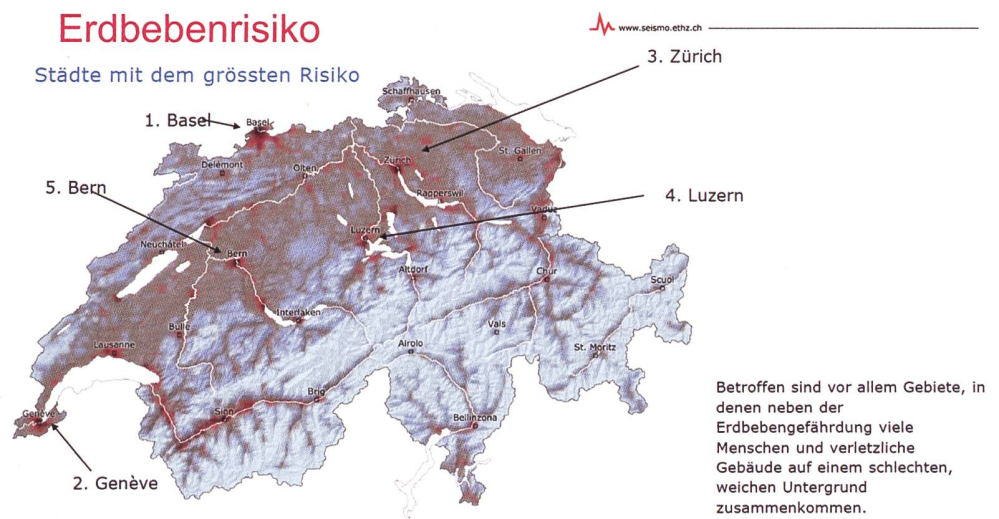 Erdbebenrisiko
www.seismo.ethz.ch
Städte mit dem grössten Risiko
3. Zürich
Schaffhausen
1. Basel
Basel
St. Gallen
Delémont
Olten
Zürich
5. Bern
Rapperswil
4. Luzern
Vaduz
Luzern
Neuchâtel
Bern
Altdorf
Chur
Scuol
Interlaken
Bulle
Vals
Lausanne
Airolo
St. Moritz
Brig
Genève
Sion
Bellinzona
2. Genève
Betroffen sind vor allem Gebiete, in
denen neben der
Erdbebengefährdung viele
Menschen und verletzliche
Gebäude auf einem schlechten,
weichen Untergrund
zusammenkommen.